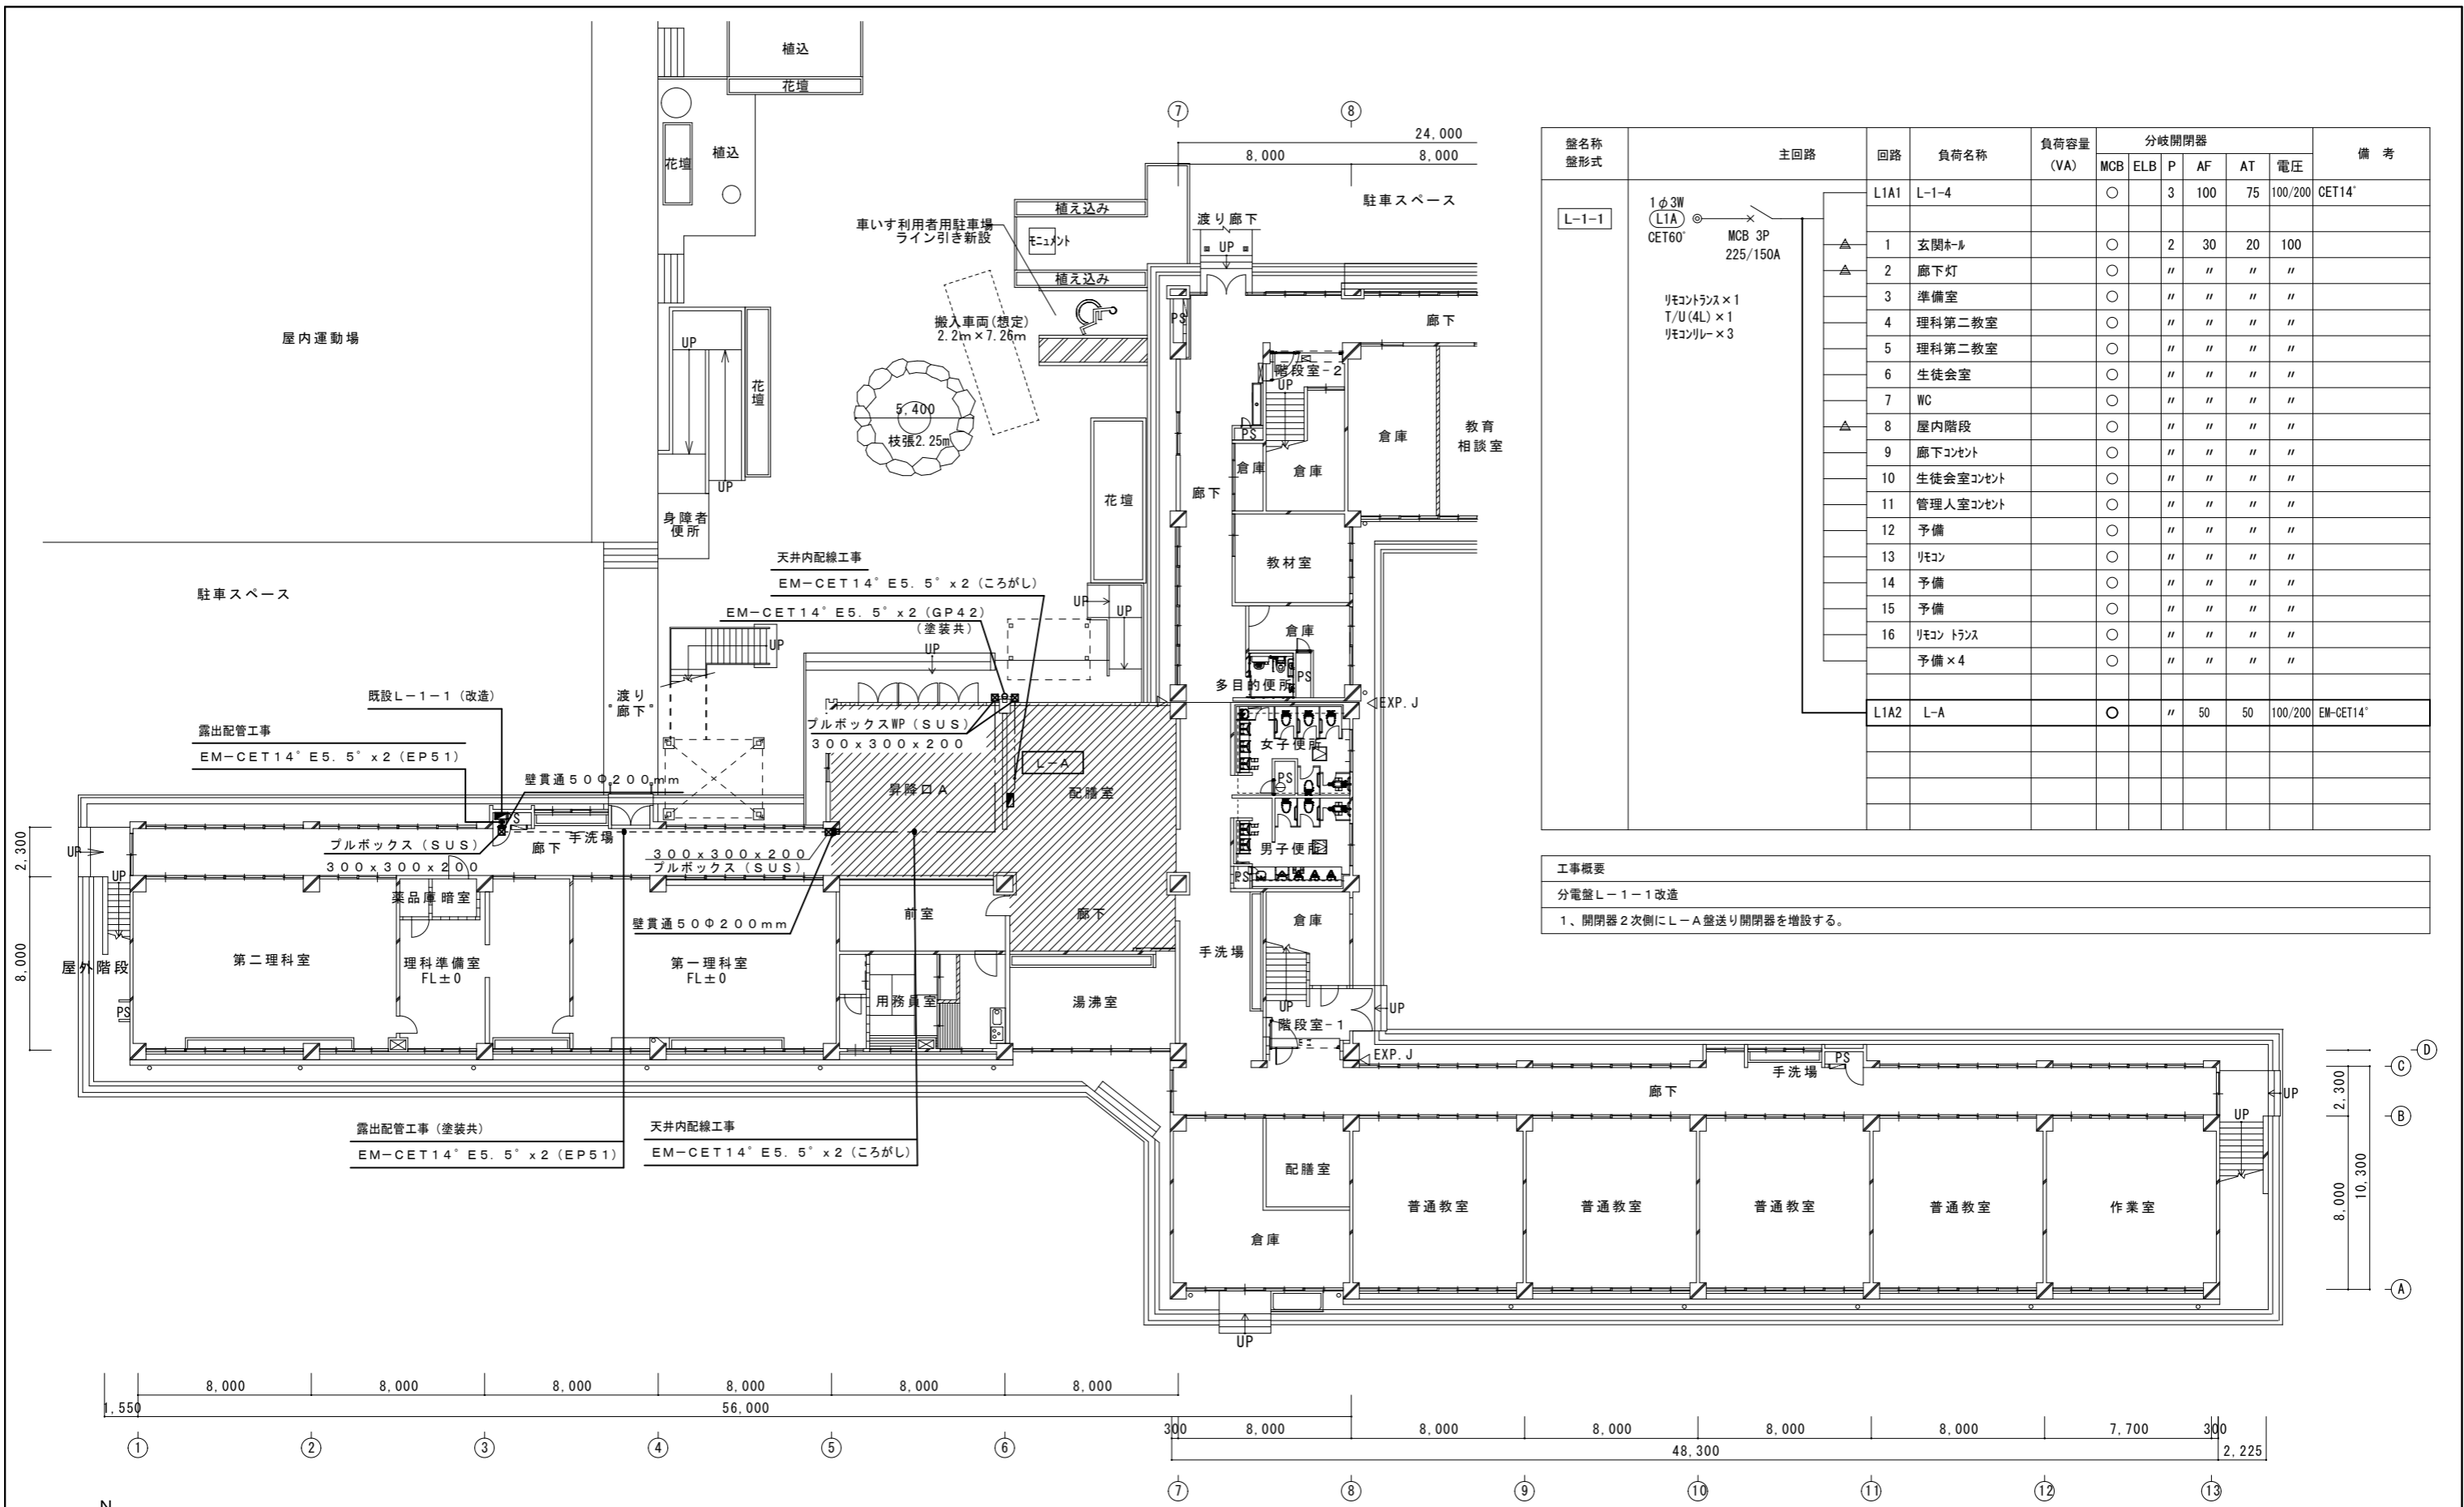 植込
花壇
花壇
植込
屋内運動場
UP
UP
花壇
身障者
便所
車いす利用者用駐車場
ライン引き新設
植え込み
モニュメント
植え込み
搬入車両(想定)
2.2m×7.26m
5,400
枝張2.25m
花壇
⑦
⑧
24,000
8,000
8,000
駐車スペース
渡り廊下
UP
PS
廊下
階段室-2
UP
PS
倉庫
倉庫
倉庫
教育
相談室
廊下
教材室
倉庫
PS
多目的便所
EXP.J
駐車スペース
天井内配線工事
EM-CET14゜E5.5゜x2(ころがし)
EM-CET14゜E5.5゜x2(GP42)
(塗装共)
UP
UP
UP
UP
渡り
廊下
既設L-1-1(改造)
露出配管工事
EM-CET14゜E5.5゜x2(EP51)
壁貫通50Φ200mm
プルボックスWP(SUS)
300x300x200
L-A
昇降口A
配膳室
女子便所
PS
男子便所
PS
手洗場
廊下
プルボックス(SUS)
300x300x200
300x300x200
プルボックス(SUS)
UP
UP
2,300
8,000
薬品庫
暗室
壁貫通50Φ200mm
前室
廊下
倉庫
手洗場
屋外階段
PS
第二理科室
理科準備室
FL±0
第一理科室
FL±0
用務員室
湯沸室
UP
階段室-1
UP
EXP.J
手洗場
PS
廊下
UP
UP
Ⓓ
Ⓒ
Ⓑ
Ⓐ
2,300
8,000
10,300
露出配管工事(塗装共)
EM-CET14゜E5.5゜x2(EP51)
天井内配線工事
EM-CET14゜E5.5゜x2(ころがし)
配膳室
倉庫
普通教室
普通教室
普通教室
普通教室
作業室
UP
8,000
8,000
8,000
8,000
8,000
8,000
1,550
56,000
300
8,000
8,000
8,000
8,000
8,000
7,700
300
48,300
2,225
①
②
③
④
⑤
⑥
⑦
⑧
⑨
⑩
⑪
⑫
⑬
N
盤名称
盤形式 主回路 回路 負荷名称 負荷容量
(VA) 分岐開閉器 備考
MCB ELB P AF AT 電圧
L-1-1
1φ3W
L1A
CET60゜
MCB 3P
225/150A
リモコントランス×1
T/U(4L)×1
リモコンリレー×3
L1A1 L-1-4 ○ 3 100 75 100/200 CET14゜
1 玄関ホール ○ 2 30 20 100
2 廊下灯 ○ 〃 〃 〃 〃
3 準備室 ○ 〃 〃 〃 〃
4 理科第二教室 ○ 〃 〃 〃 〃
5 理科第二教室 ○ 〃 〃 〃 〃
6 生徒会室 ○ 〃 〃 〃 〃
7 WC ○ 〃 〃 〃 〃
8 屋内階段 ○ 〃 〃 〃 〃
9 廊下コンセント ○ 〃 〃 〃 〃
10 生徒会室コンセント ○ 〃 〃 〃 〃
11 管理人室コンセント ○ 〃 〃 〃 〃
12 予備 ○ 〃 〃 〃 〃
13 リモコン ○ 〃 〃 〃 〃
14 予備 ○ 〃 〃 〃 〃
15 予備 ○ 〃 〃 〃 〃
16 リモコン トランス ○ 〃 〃 〃 〃
予備×4 ○ 〃 〃 〃 〃
L1A2 L-A ○ 〃 50 50 100/200 EM-CET14゜
工事概要
分電盤L-1-1改造
1、開閉器2次側にL-A盤送り開閉器を増設する。